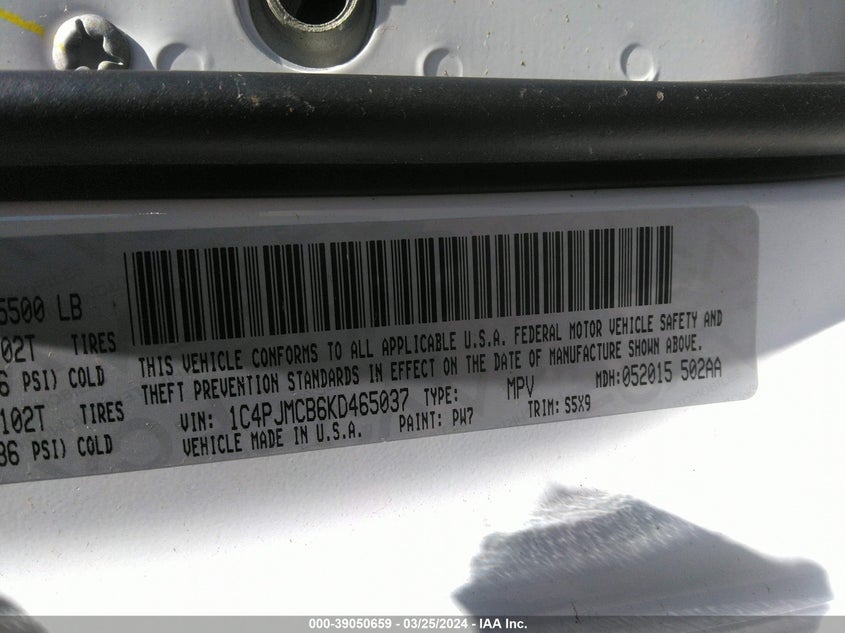 5500 LB
02T TIRES
6 PSI) COLD
102T TIRES
36 PSI) COLD
THIS VEHICLE CONFORMS TO ALL APPLICABLE U.S.A. FEDERAL MOTOR VEHICLE SAFETY AND
THEFT PREVENTION STANDARDS IN EFFECT ON THE DATE OF MANUFACTURE SHOWN ABOVE.
VIN: 1C4PJMCB6KD465037 TYPE: MPV MDH:052015 502AA
VEHICLE MADE IN U.S.A. PAINT: PW7 TRIM: S5X9
000-39050659 - 03/25/2024 - IAA Inc.